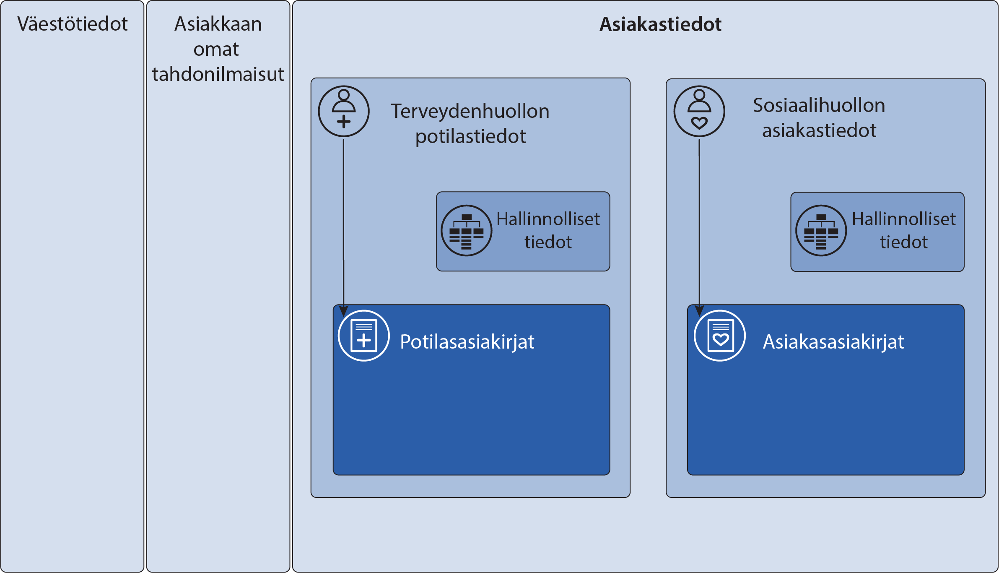 Väestötiedot
Asiakkaan
omat
tahdonilmaisut
Asiakastiedot
Terveydenhuollon
potilastiedot
Hallinnolliset
tiedot
Potilasasiakirjat
Sosiaalihuollon
asiakastiedot
Hallinnolliset
tiedot
Asiakasasiakirjat